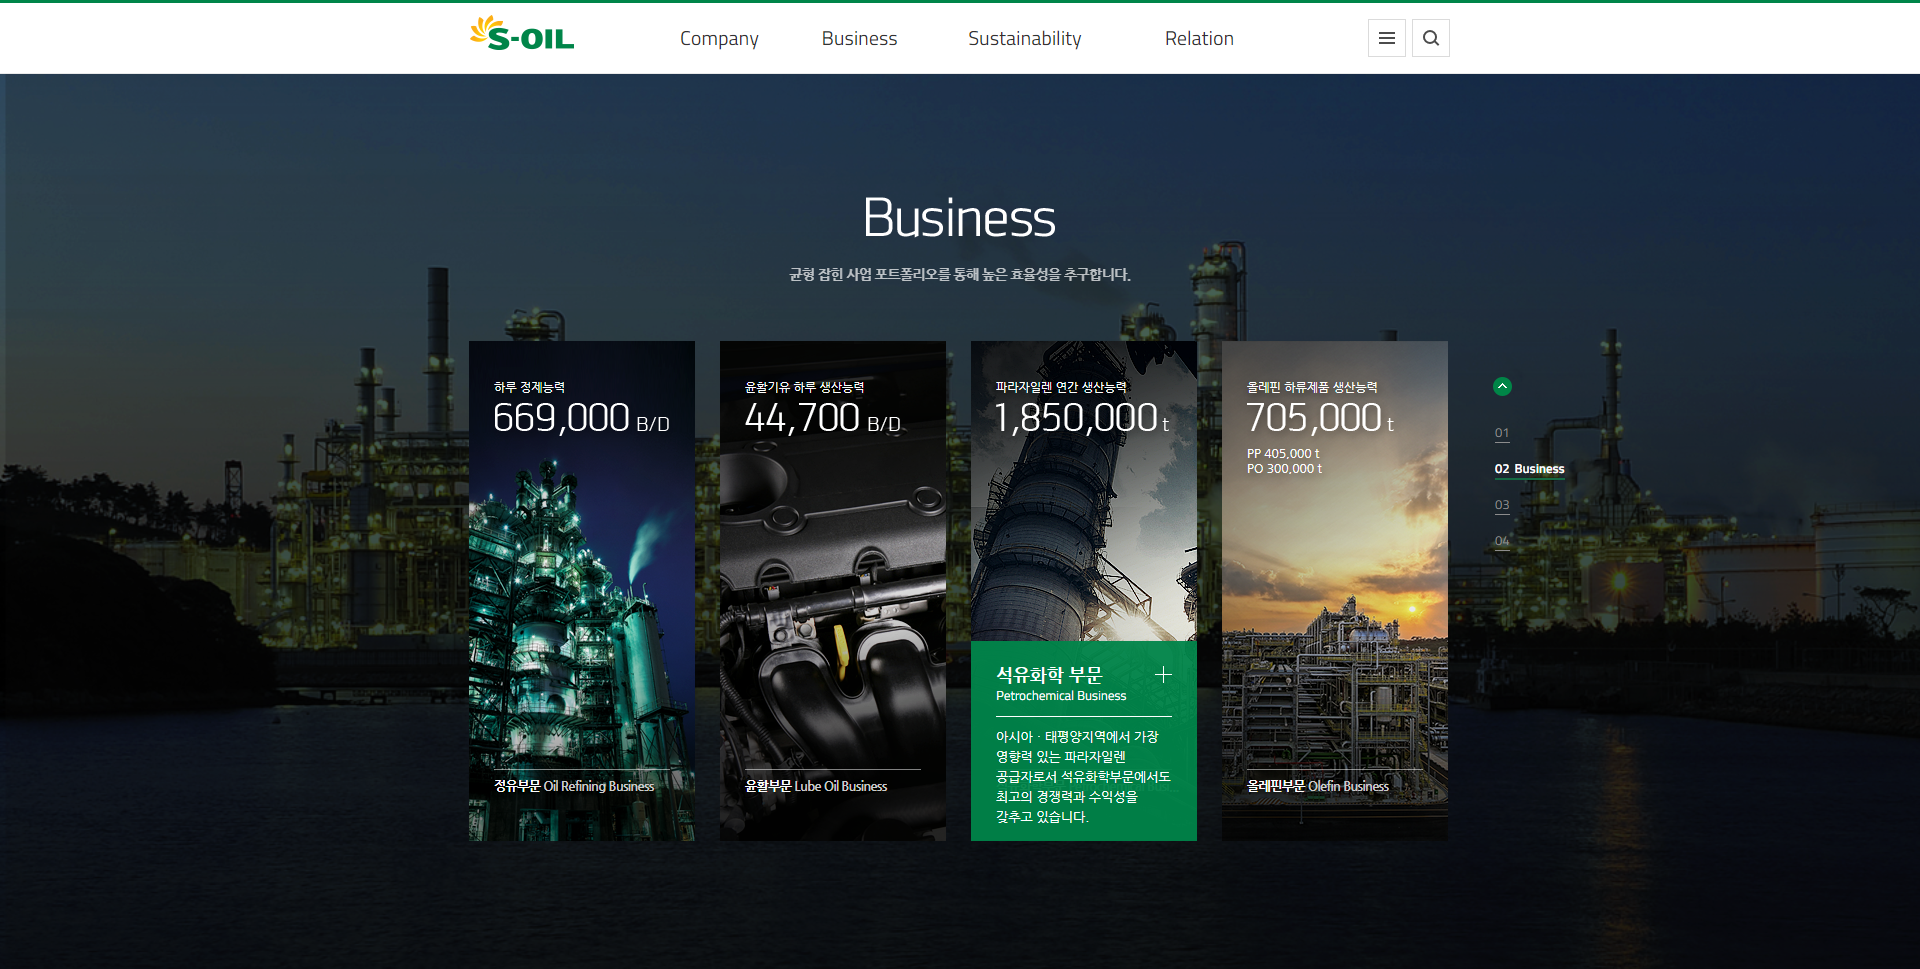 S-OIL
Company
Business
Sustainability
Relation
Business
균형 잡힌 사업 포트폴리오를 통해 높은 효율성을 추구합니다.
하루 정제능력
669,000 B/D
정유부문 Oil Refining Business
윤활기유 하루 생산능력
44,700 B/D
윤활부문 Lube Oil Business
파라자일렌 연간 생산능력
1,850,000 t
석유화학 부문
Petrochemical Business
아시아 · 태평양지역에서 가장
영향력 있는 파라자일렌
공급자로서 석유화학부문에서도
최고의 경쟁력과 수익성을
갖추고 있습니다.
올레핀 하류제품 생산능력
705,000 t
PP 405,000 t
PO 300,000 t
올레핀부문 Olefin Business
01
02 Business
03
04